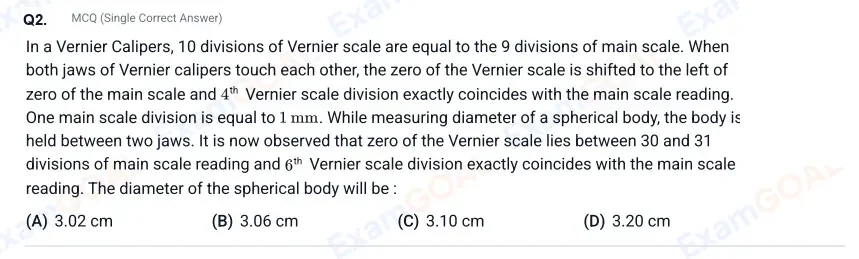 Q2. MCQ (Single Correct Answer)
In a Vernier Calipers, 10 divisions of Vernier scale are equal to the 9 divisions of main scale. When
both jaws of Vernier calipers touch each other, the zero of the Vernier scale is shifted to the left of
zero of the main scale and 4th Vernier scale division exactly coincides with the main scale reading.
One main scale division is equal to 1 mm. While measuring diameter of a spherical body, the body is
held between two jaws. It is now observed that zero of the Vernier scale lies between 30 and 31
divisions of main scale reading and 6th Vernier scale division exactly coincides with the main scale
reading. The diameter of the spherical body will be :
(A) 3.02 cm (B) 3.06 cm (C) 3.10 cm (D) 3.20 cm